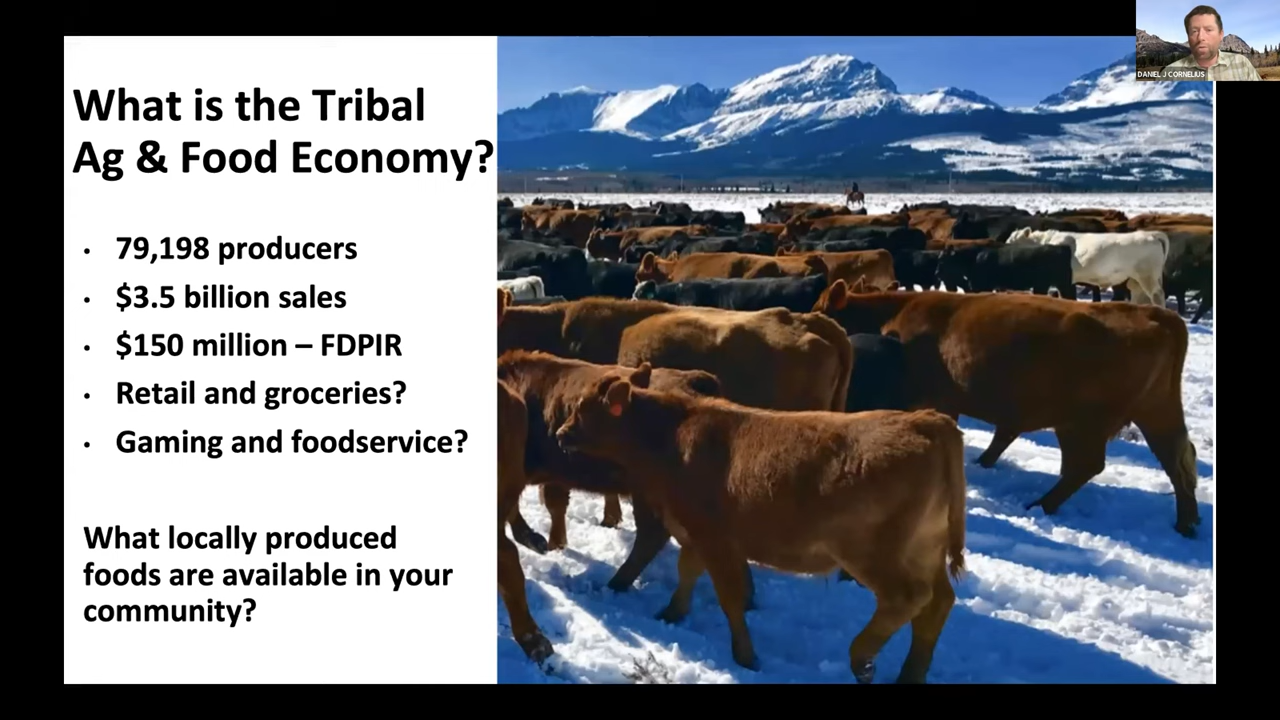 DANIEL J CORNELIUS
What is the Tribal
Ag & Food Economy?
• 79,198 producers
• $3.5 billion sales
• $150 million – FDPIR
• Retail and groceries?
• Gaming and foodservice?
What locally produced
foods are available in your
community?